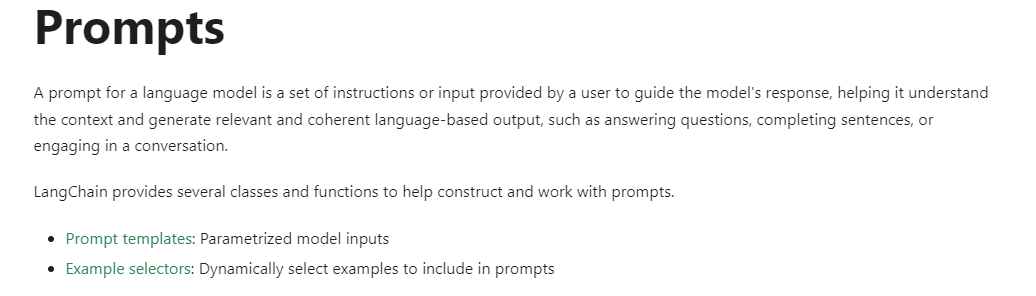 Prompts
A prompt for a language model is a set of instructions or input provided by a user to guide the model's response, helping it understand
the context and generate relevant and coherent language-based output, such as answering questions, completing sentences, or
engaging in a conversation.
LangChain provides several classes and functions to help construct and work with prompts.
• Prompt templates: Parametrized model inputs
• Example selectors: Dynamically select examples to include in prompts